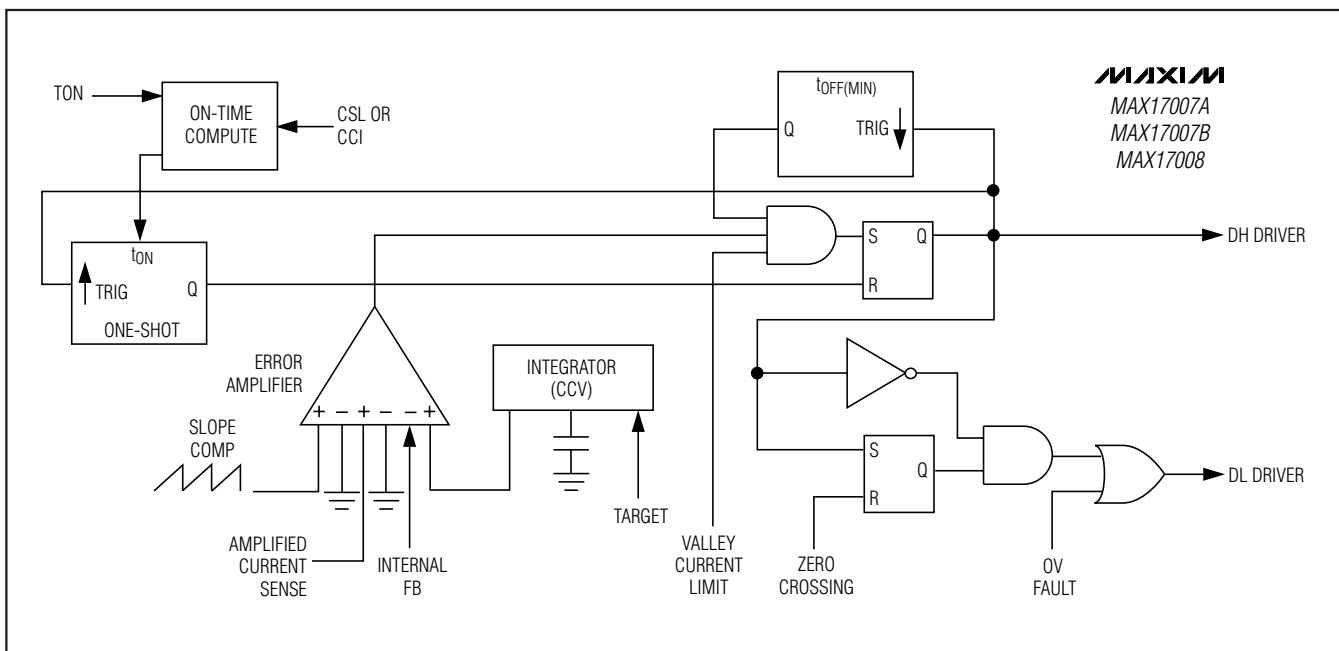 TON
ON-TIME
COMPUTE
CSL OR
CCI
tOFF(MIN)
Q
TRIG
MAXIM
MAX17007A
MAX17007B
MAX17008
tON
TRIG
Q
ONE-SHOT
S
Q
R
DH DRIVER
ERROR
AMPLIFIER
+ – + – – +
INTEGRATOR
(CCV)
SLOPE
COMP
S
Q
R
DL DRIVER
TARGET
AMPLIFIED
CURRENT
SENSE
INTERNAL
FB
VALLEY
CURRENT
LIMIT
ZERO
CROSSING
OV
FAULT